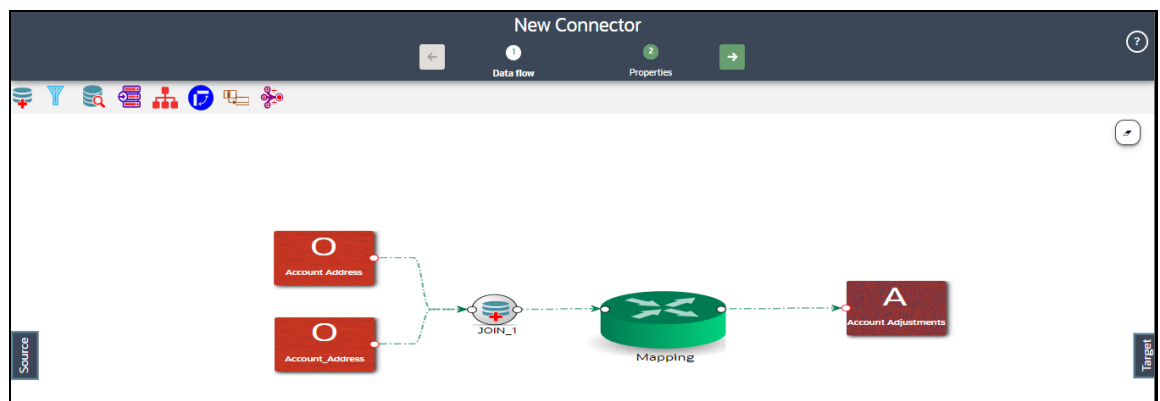 New Connector
?
← 1 2 →
Data flow Properties
O
Account Address
O
Account_Address
JOIN_1
Mapping
A
Account Adjustments
Source
Target